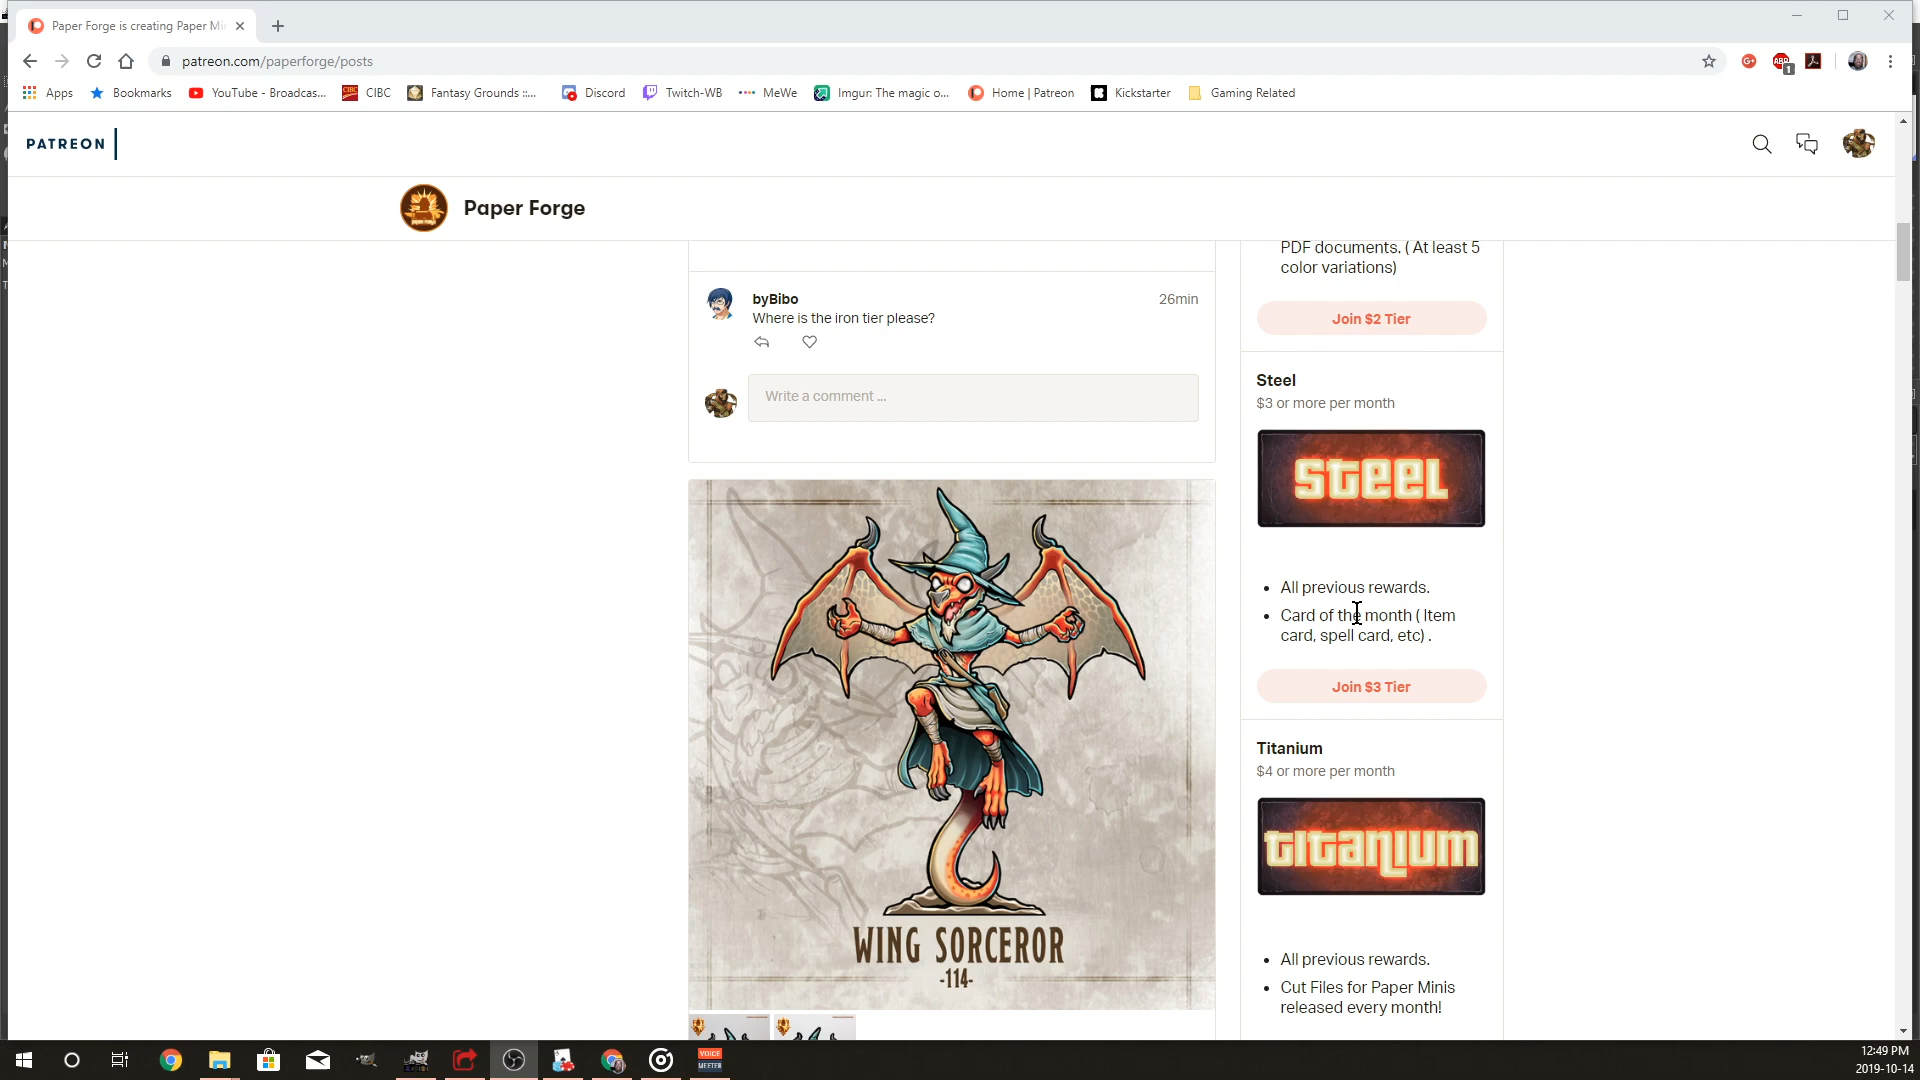 Paper Forge is creating Paper Mi
patreon.com/paperforge/posts
ABP
1
Apps
Bookmarks
YouTube - Broadcas...
CIBC
CIBC
Fantasy Grounds ::...
Discord
Twitch-WB
MeWe
Imgur: The magic o...
Home | Patreon
Kickstarter
Gaming Related
PATREON
Paper Forge
byBibo
26min
Where is the iron tier please?
Write a comment ...
WING SORCEROR
-114-
PDF documents. ( At least 5
color variations)
Join $2 Tier
Steel
$3 or more per month
STEEL
All previous rewards.
Card of the month ( Item
card, spell card, etc) .
Join $3 Tier
Titanium
$4 or more per month
TITANIUM
All previous rewards.
Cut Files for Paper Minis
released every month!
VOICE
MEETER
12:49 PM
2019-10-14